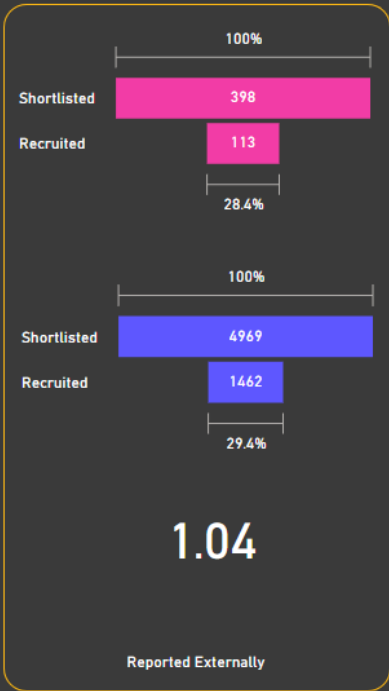 100%
Shortlisted 398
Recruited 113
28.4%
100%
Shortlisted 4969
Recruited 1462
29.4%
1.04
Reported Externally